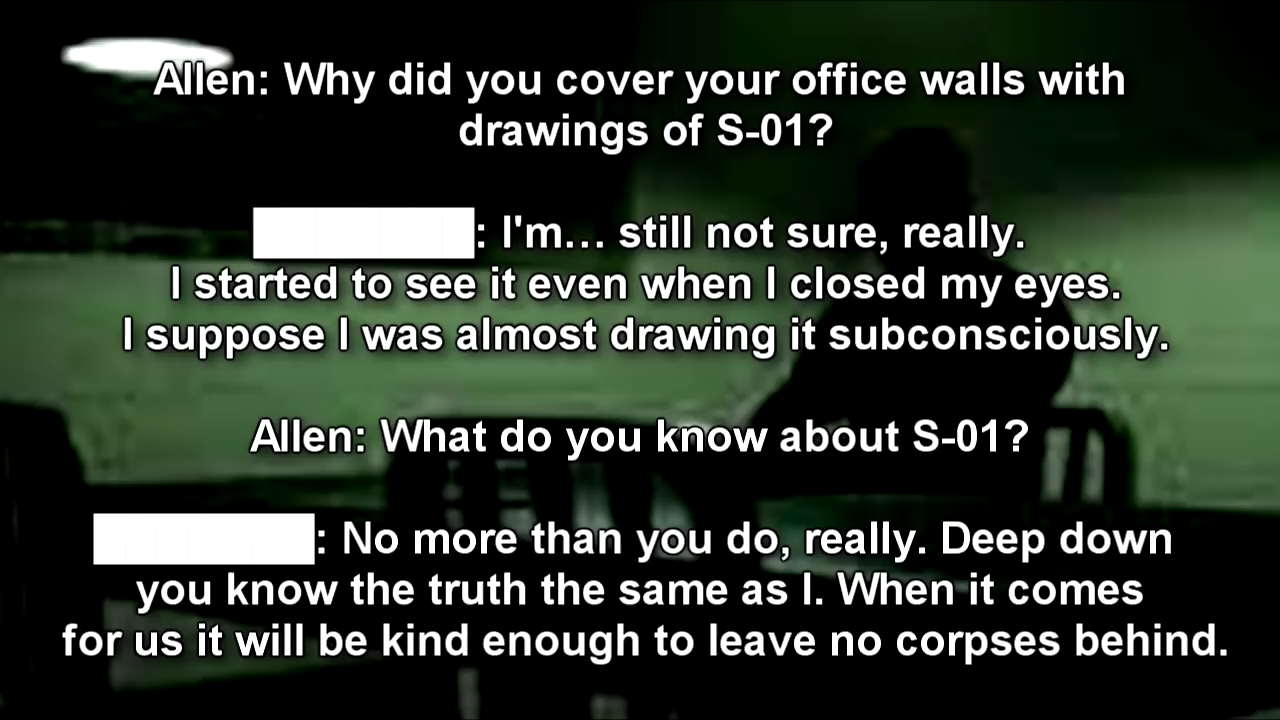 Allen: Why did you cover your office walls with
drawings of S-01?
: I'm… still not sure, really.
I started to see it even when I closed my eyes.
I suppose I was almost drawing it subconsciously.
Allen: What do you know about S-01?
: No more than you do, really. Deep down
you know the truth the same as I. When it comes
for us it will be kind enough to leave no corpses behind.